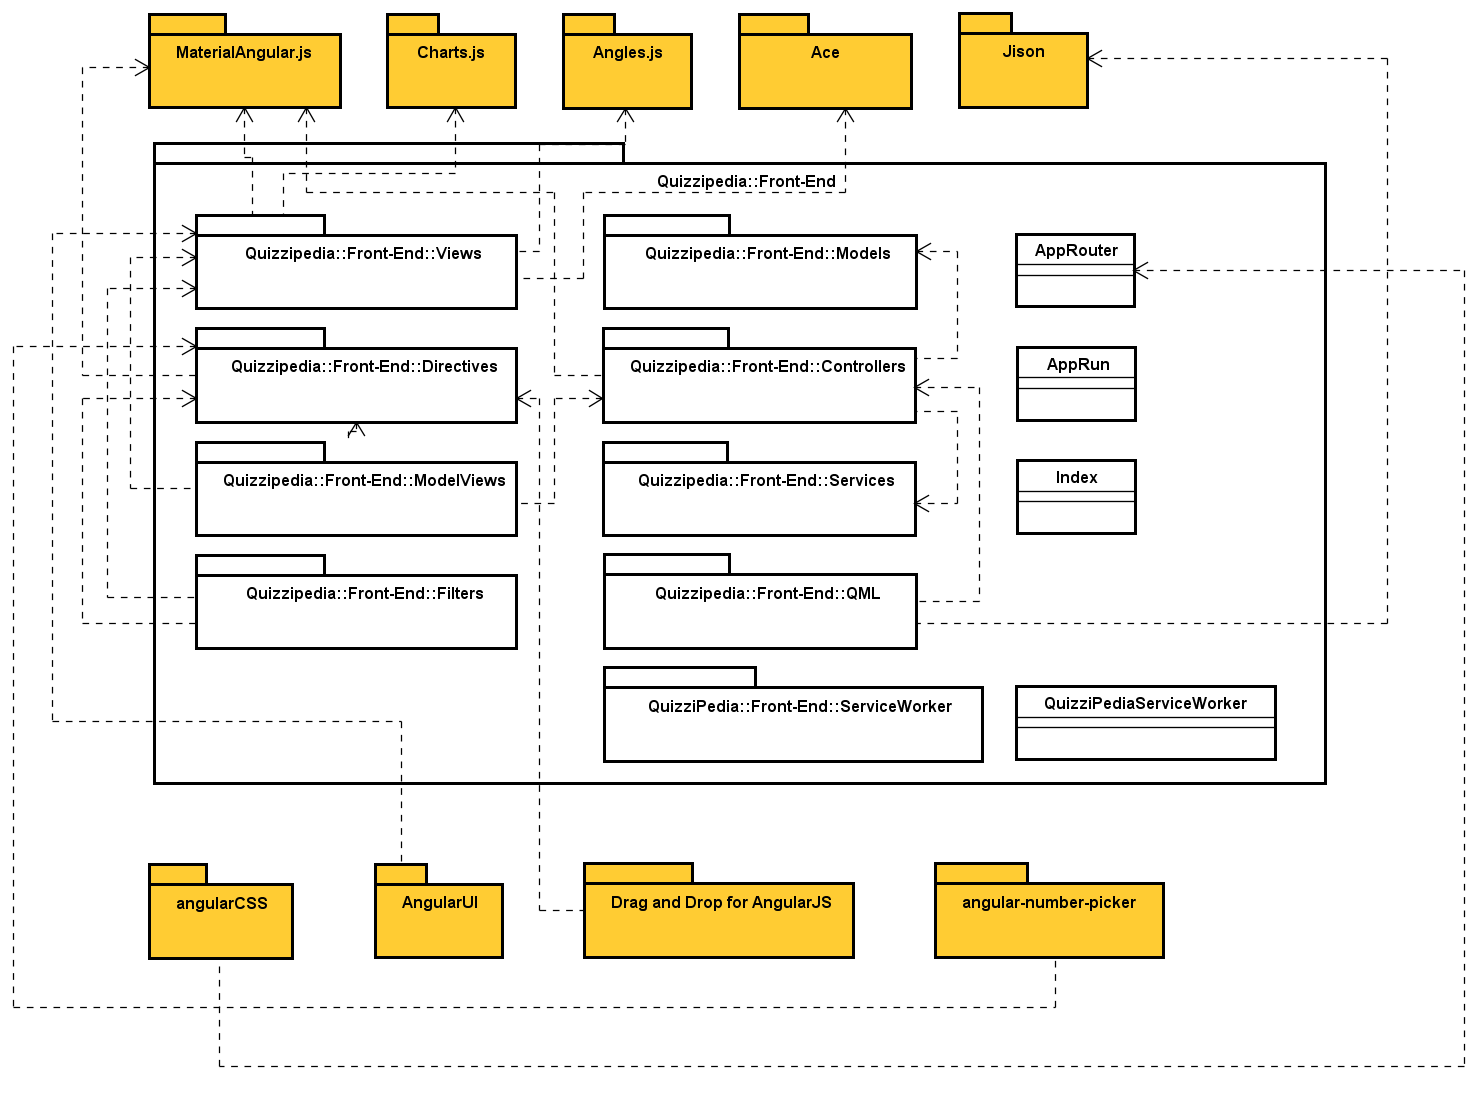 MaterialAngular.js
Charts.js
Angles.js
Ace
Jison
Quizzipedia::Front-End
Quizzipedia::Front-End::Views
Quizzipedia::Front-End::Models
AppRouter
Quizzipedia::Front-End::Directives
Quizzipedia::Front-End::Controllers
AppRun
Quizzipedia::Front-End::ModelViews
Quizzipedia::Front-End::Services
Index
Quizzipedia::Front-End::Filters
Quizzipedia::Front-End::QML
QuizziPedia::Front-End::ServiceWorker
QuizziPediaServiceWorker
angularCSS
AngularUI
Drag and Drop for AngularJS
angular-number-picker